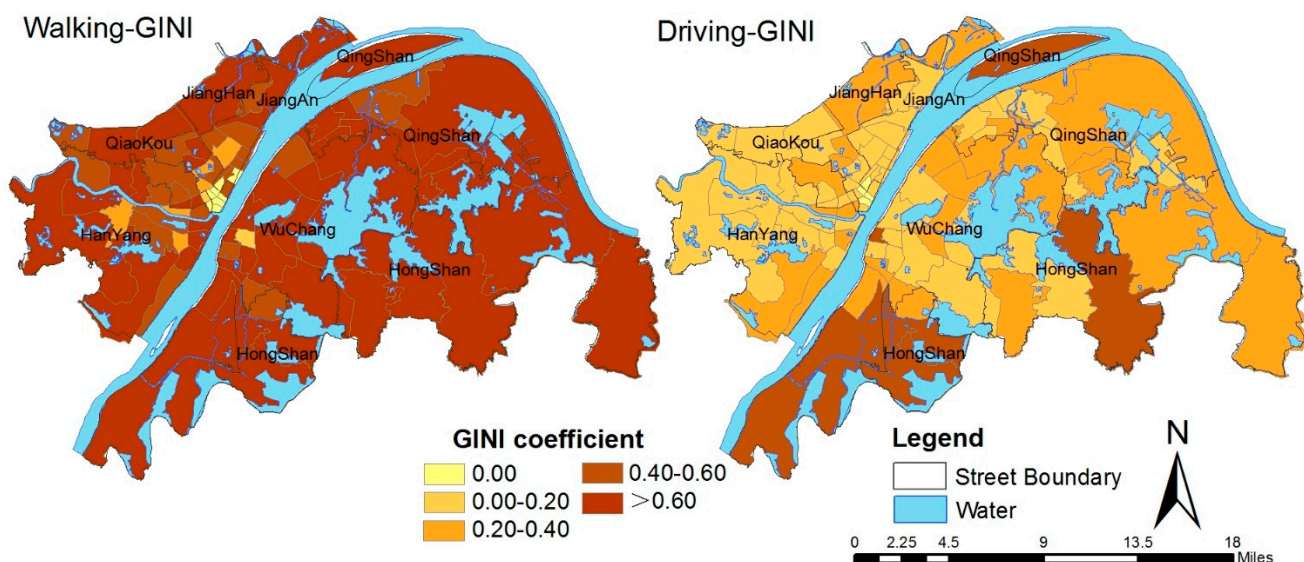 Walking-GINI
QingShan
JiangHan
JiangAn
QiaoKou
QingShan
HanYang
WuChang
HongShan
HongShan
Driving-GINI
QingShan
JiangHan
JiangAn
QiaoKou
QingShan
HanYang
WuChang
HongShan
HongShan
GINI coefficient
0.00
0.00-0.20
0.20-0.40
0.40-0.60
＞0.60
Legend
Street Boundary
Water
N
0 2.25 4.5 9 13.5 18
Miles